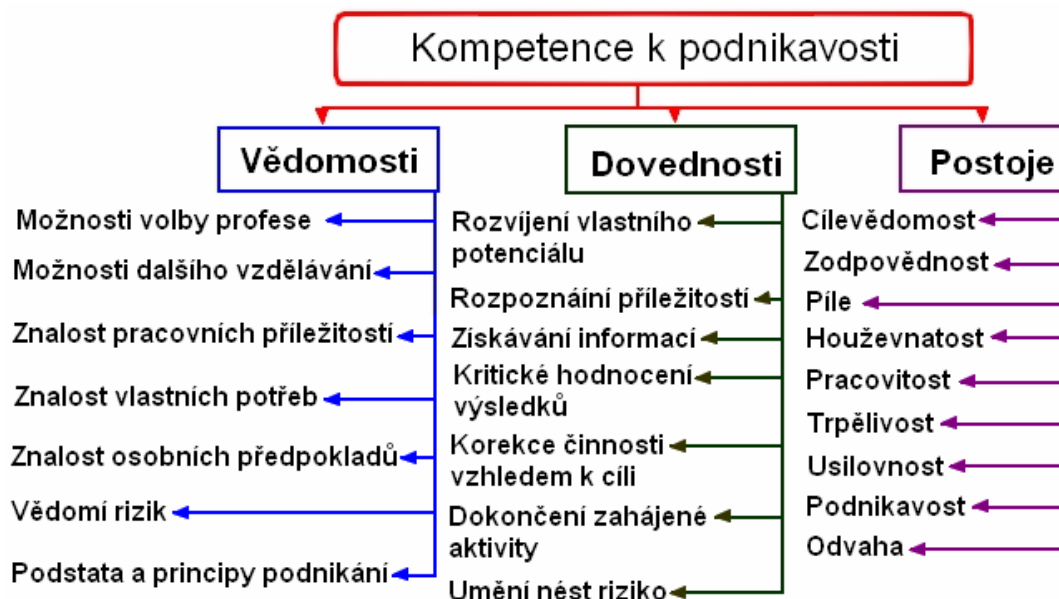 Kompetence k podnikavosti
Vědomosti
Možnosti volby profese
Možnosti dalšího vzdělávání
Znalost pracovních příležitostí
Znalost vlastních potřeb
Znalost osobních předpokladů
Vědomí rizik
Podstata a principy podnikání
Dovednosti
Rozvíjení vlastního
potenciálu
Rozpoznáíní příležitostí
Získávání informací
Kritické hodnocení
výsledků
Korekce činnosti
vzhledem k cíli
Dokončení zahájené
aktivity
Umění nést riziko
Postoje
Cílevědomost
Zodpovědnost
Píle
Houževnatost
Pracovitost
Trpělivost
Usilovnost
Podnikavost
Odvaha